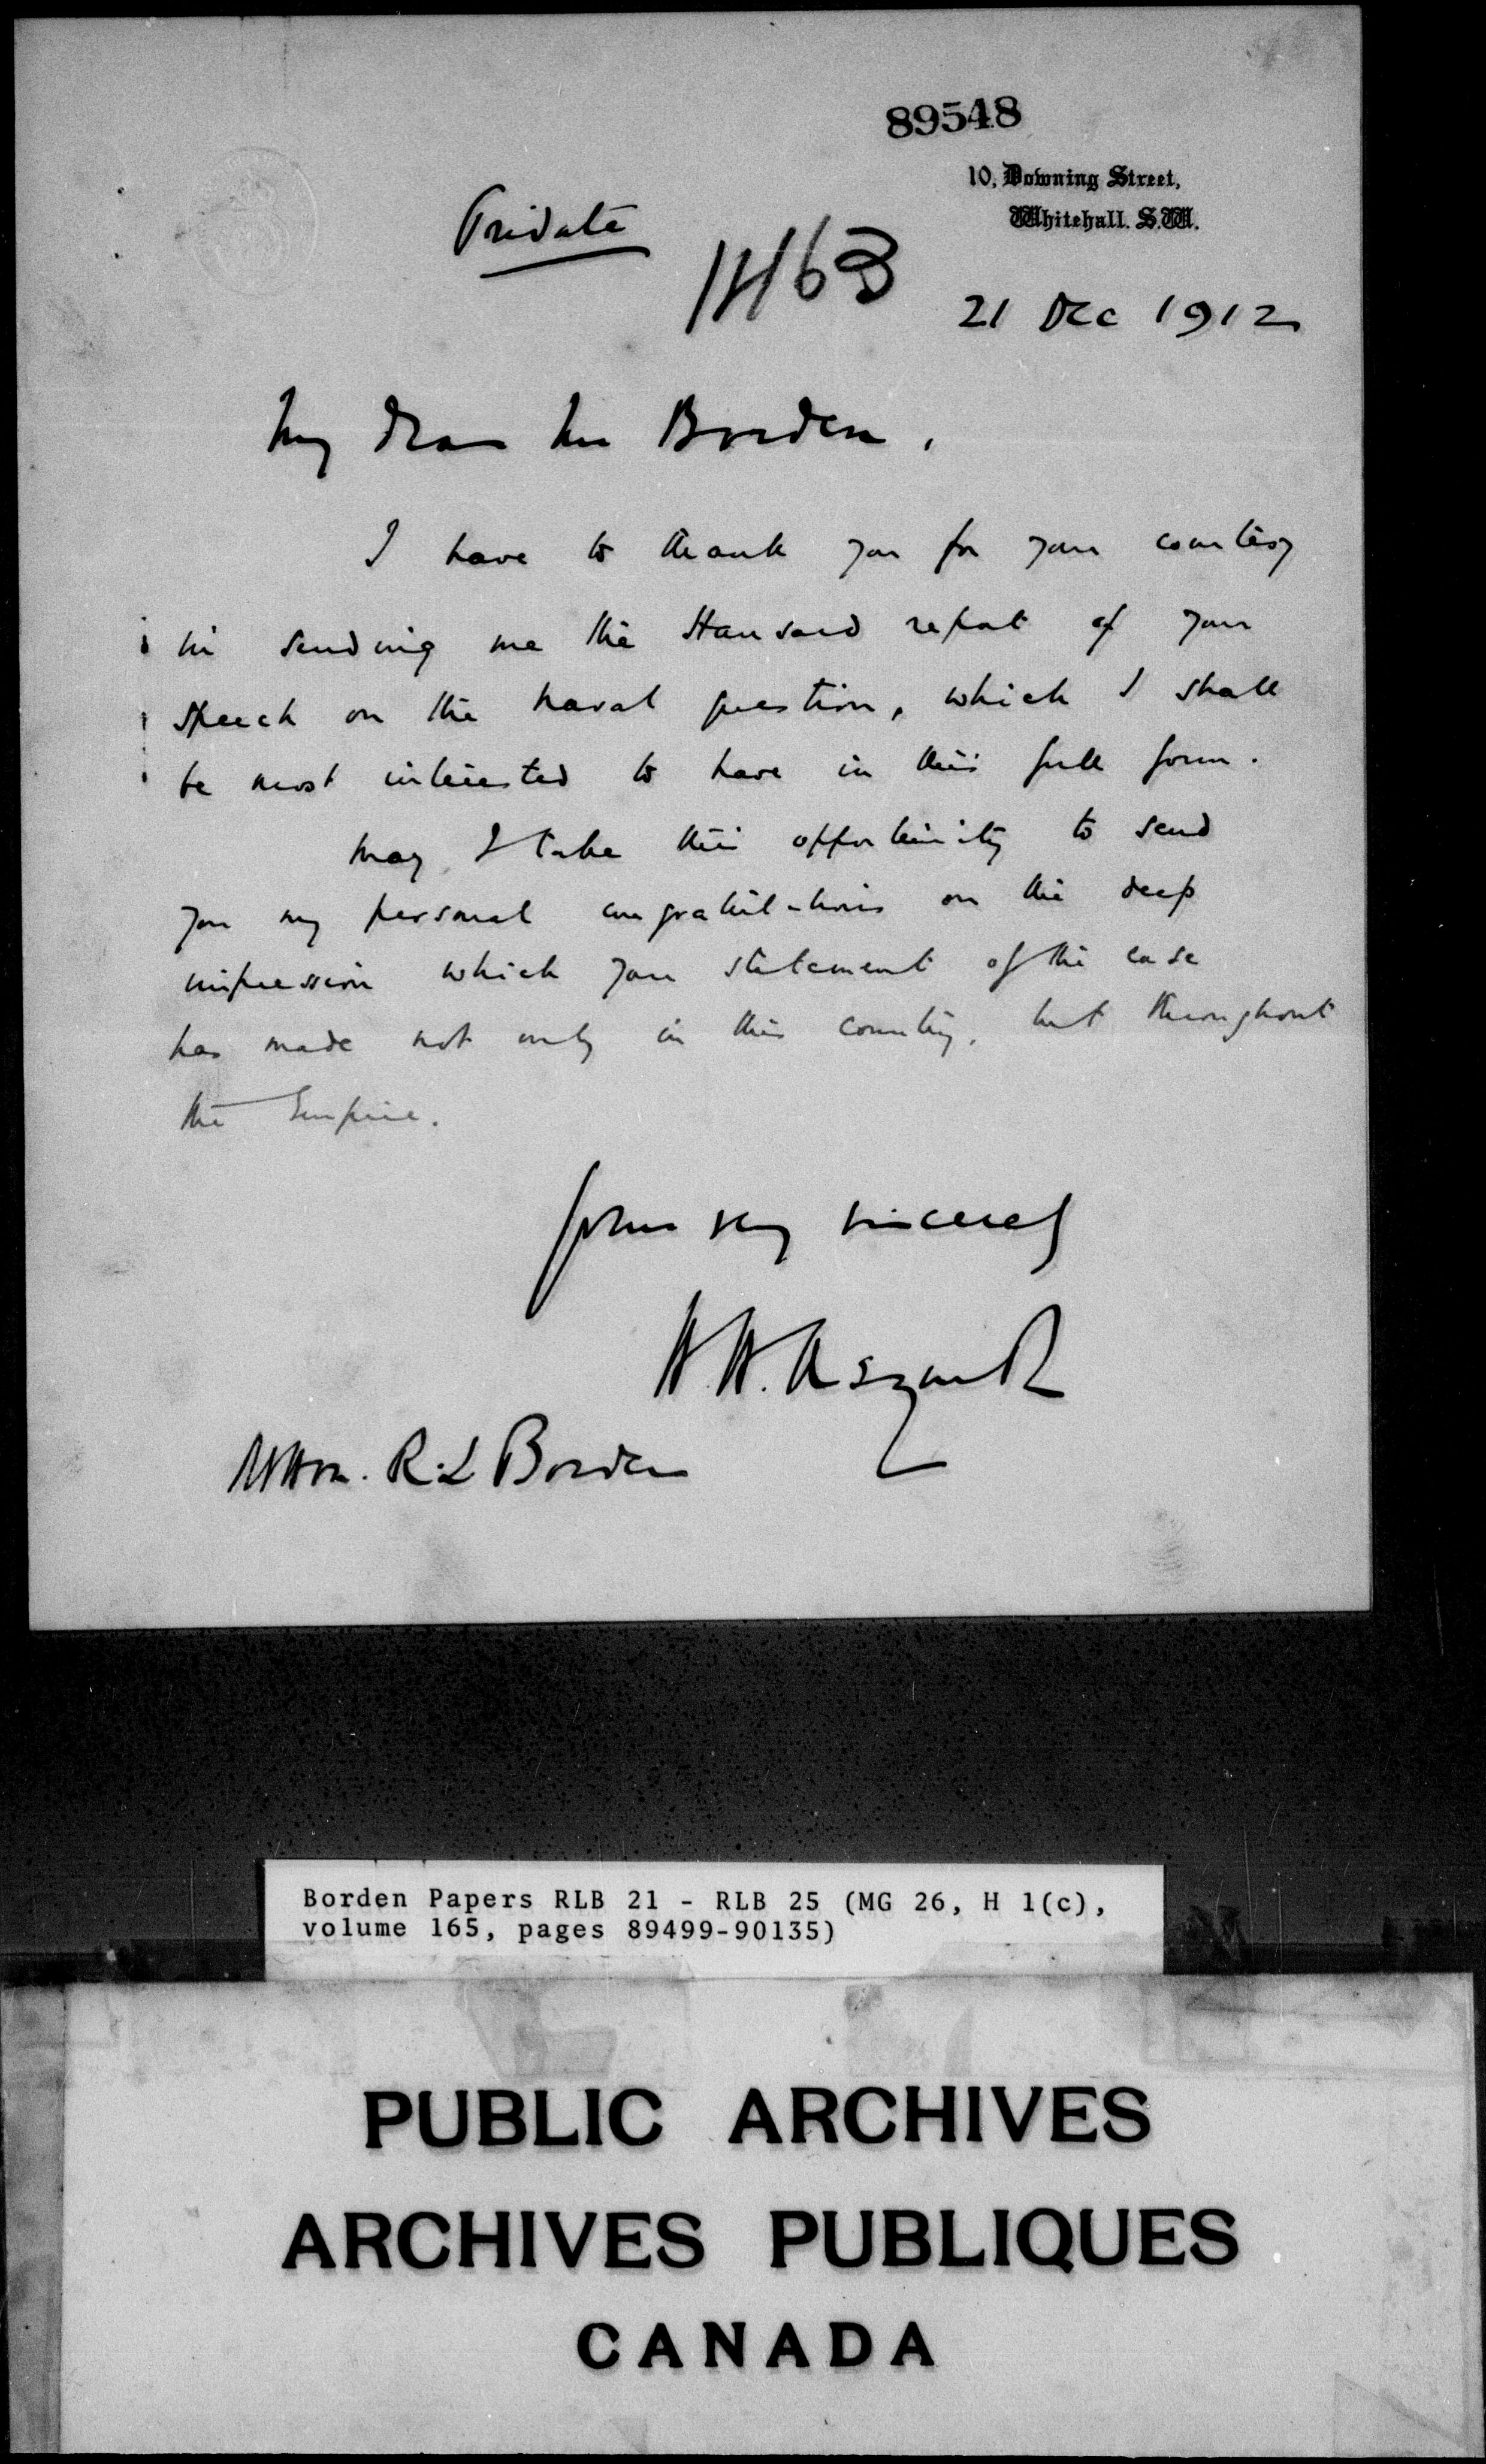 89548
10, Downing Street,
Whitehall. S.W.
Private
1463
21 Dec 1912
My dear Mr Borden,
I have to thank you for your courtesy
in sending me the Hansard report of your
speech on the naval question, which I shall
be most interested to have in this full form.
May I take this opportunity to send
you my personal congratulations on the deep
impression which your statement of the case
has made not only in this country, but throughout
the Empire.
Yours very sincerely
H. H. Asquith
Rt Hon. R. L Borden
Borden Papers RLB 21 - RLB 25 (MG 26, H 1(c),
volume 165, pages 89499-90135)
PUBLIC ARCHIVES
ARCHIVES PUBLIQUES
CANADA